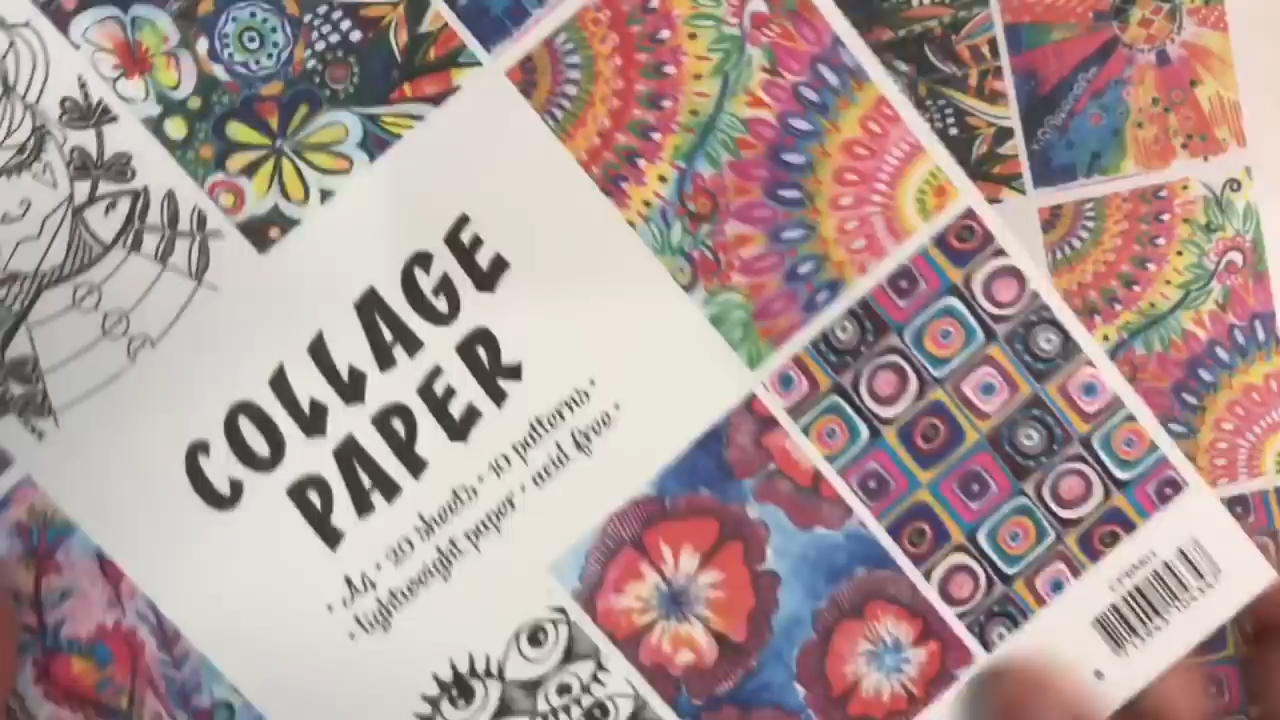 COLLAGE
PAPER
• A4 • 20 sheets • 10 patterns •
• lightweight paper • acid free •